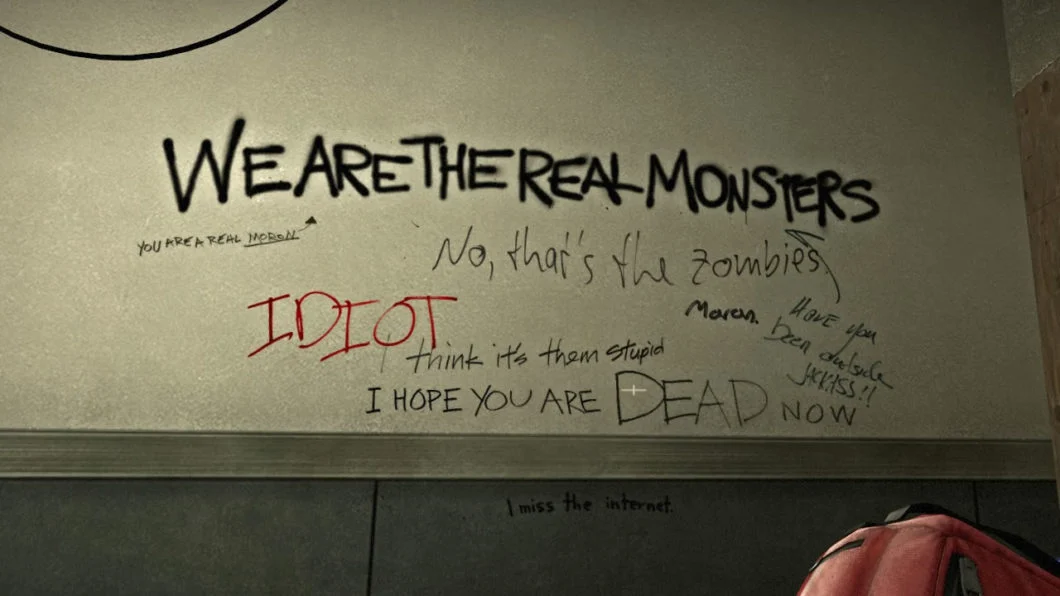 WE ARE THE REAL MONSTERS
YOU ARE A REAL MORON
No, that's the zombies
IDIOT
Moron.
HAVE you
been outside
JACKASS!!
I think it's them stupid
I HOPE YOU ARE DEAD NOW
I miss the internet.